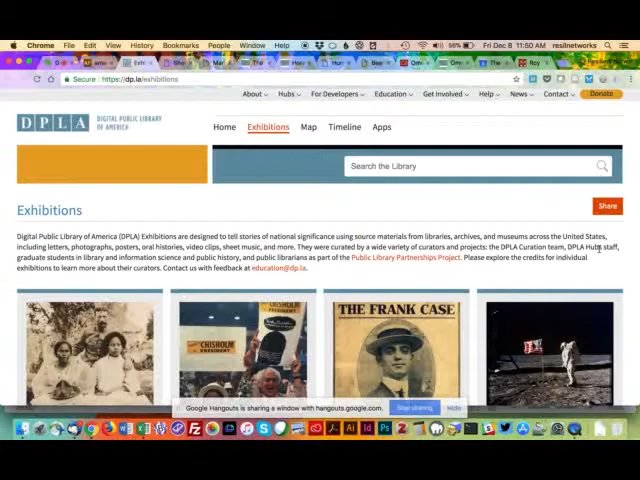 Chrome File Edit View History Bookmarks People Window Help 56% Fri Dec 8 11:50 AM resilnetworks
Secure https://dp.la/exhibitions
About Hubs For Developers Education Get Involved Help News Contact Donate
DPLA DIGITAL PUBLIC LIBRARY OF AMERICA
Home Exhibitions Map Timeline Apps
Search the Library
Share
Exhibitions
Digital Public Library of America (DPLA) Exhibitions are designed to tell stories of national significance using source materials from libraries, archives, and museums across the United States,
including letters, photographs, posters, oral histories, video clips, sheet music, and more. They were curated by a wide variety of curators and projects: the DPLA Curation team, DPLA Hubs staff,
graduate students in library and information science and public history, and public librarians as part of the Public Library Partnerships Project. Please explore the credits for individual
exhibitions to learn more about their curators. Contact us with feedback at education@dp.la.
CHISHOLM PRESIDENT
CHISHOLM PRESIDENT
THE FRANK CASE
Google Hangouts is sharing a window with hangouts.google.com. Stop sharing Hide